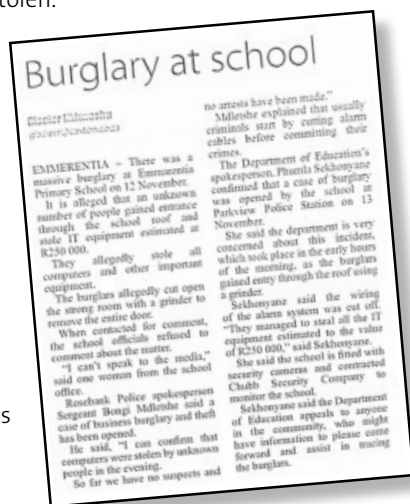 stolen.
Burglary at school
EMMERENTIA – There was a
massive burglary at Emmarentia
Primary School on 12 November.
It is alleged that an unknown
number of people gained entrance
through the school roof and
stole IT equipment estimated at
R250 000.
They allegedly stole all
computers and other important
equipment.
The burglars allegedly cut open
the strong room with a grinder to
remove the entire door.
When contacted for comment,
the school officials refused to
comment about the matter.
"I can't speak to the media,"
said one woman from the school
office.
Rosebank Police spokesperson
Sergeant Bongi Mdletshe said a
case of business burglary and theft
has been opened.
He said, "I can confirm that
computers were stolen by unknown
people in the evening.
So far we have no suspects and
no arrests have been made."
Mdletshe explained that usually
criminals start by cutting alarm
cables before committing their
crimes.
The Department of Education's
spokesperson, Phumla Sekhonyane
confirmed that a case of burglary
was opened by the school at
Parkview Police Station on 13
November.
She said the department is very
concerned about this incident,
which took place in the early hours
of the morning, as the burglars
gained entry through the roof using
a grinder.
Sekhonyane said the wiring
of the alarm system was cut off.
"They managed to steal all the IT
equipment estimated to the value
of R250 000," said Sekhonyane.
She said the school is fitted with
security cameras and contracted
Chubb Security Company to
monitor the school.
Sekhonyane said the Department
of Education appeals to anyone
in the community, who might
have information to please come
forward and assist in tracing
the burglars.
s